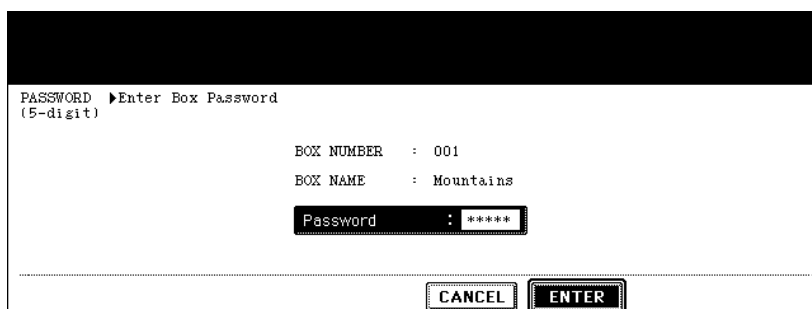 PASSWORD ▶Enter Box Password
(5-digit)
BOX NUMBER : 001
BOX NAME : Mountains
Password : *****
CANCEL ENTER